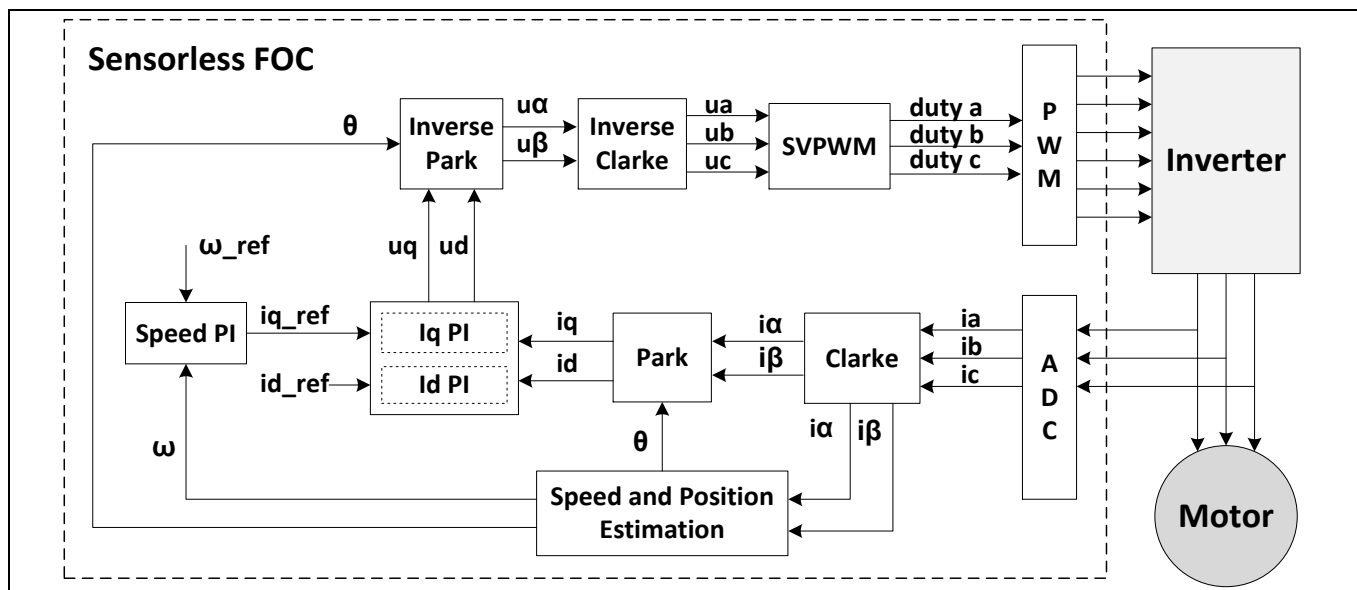 Sensorless FOC
θ
Inverse
Park
uα
uβ
Inverse
Clarke
ua
ub
uc
SVPWM
duty a
duty b
duty c
P
W
M
Inverter
ω_ref
uq
ud
Speed PI
iq_ref
id_ref
Iq PI
Id PI
iq
id
Park
iα
iβ
Clarke
ia
ib
ic
A
D
C
ω
θ
iα
iβ
Speed and Position
Estimation
Motor